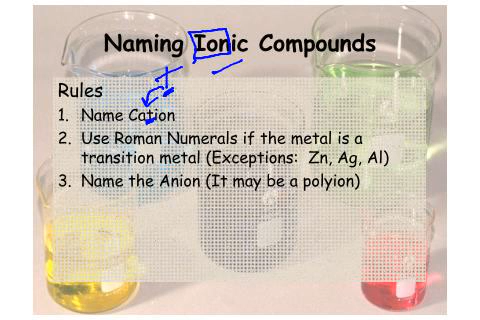 Naming Ionic Compounds
Rules
1. Name Cation
2. Use Roman Numerals if the metal is a
transition metal (Exceptions: Zn, Ag, Al)
3. Name the Anion (It may be a polyion)